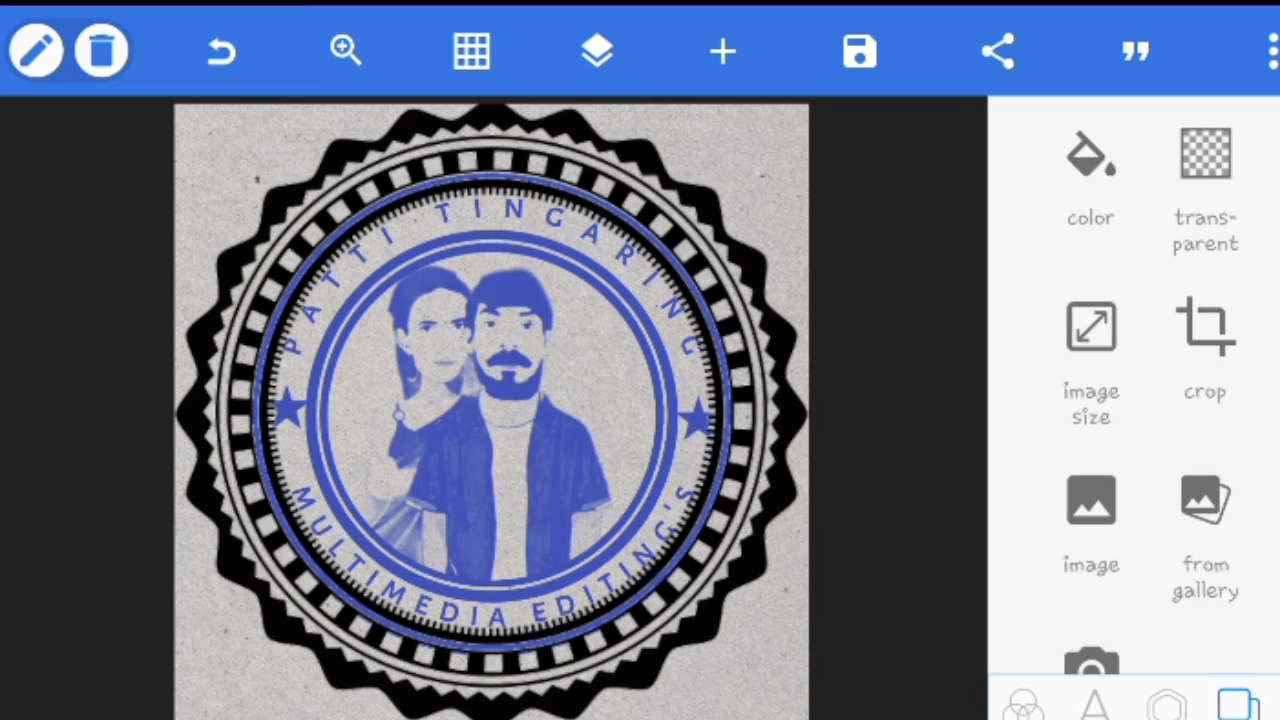 PATTI TINGARING
MULTIMEDIA EDITING'S
color
trans-
parent
image
size
crop
image
from
gallery